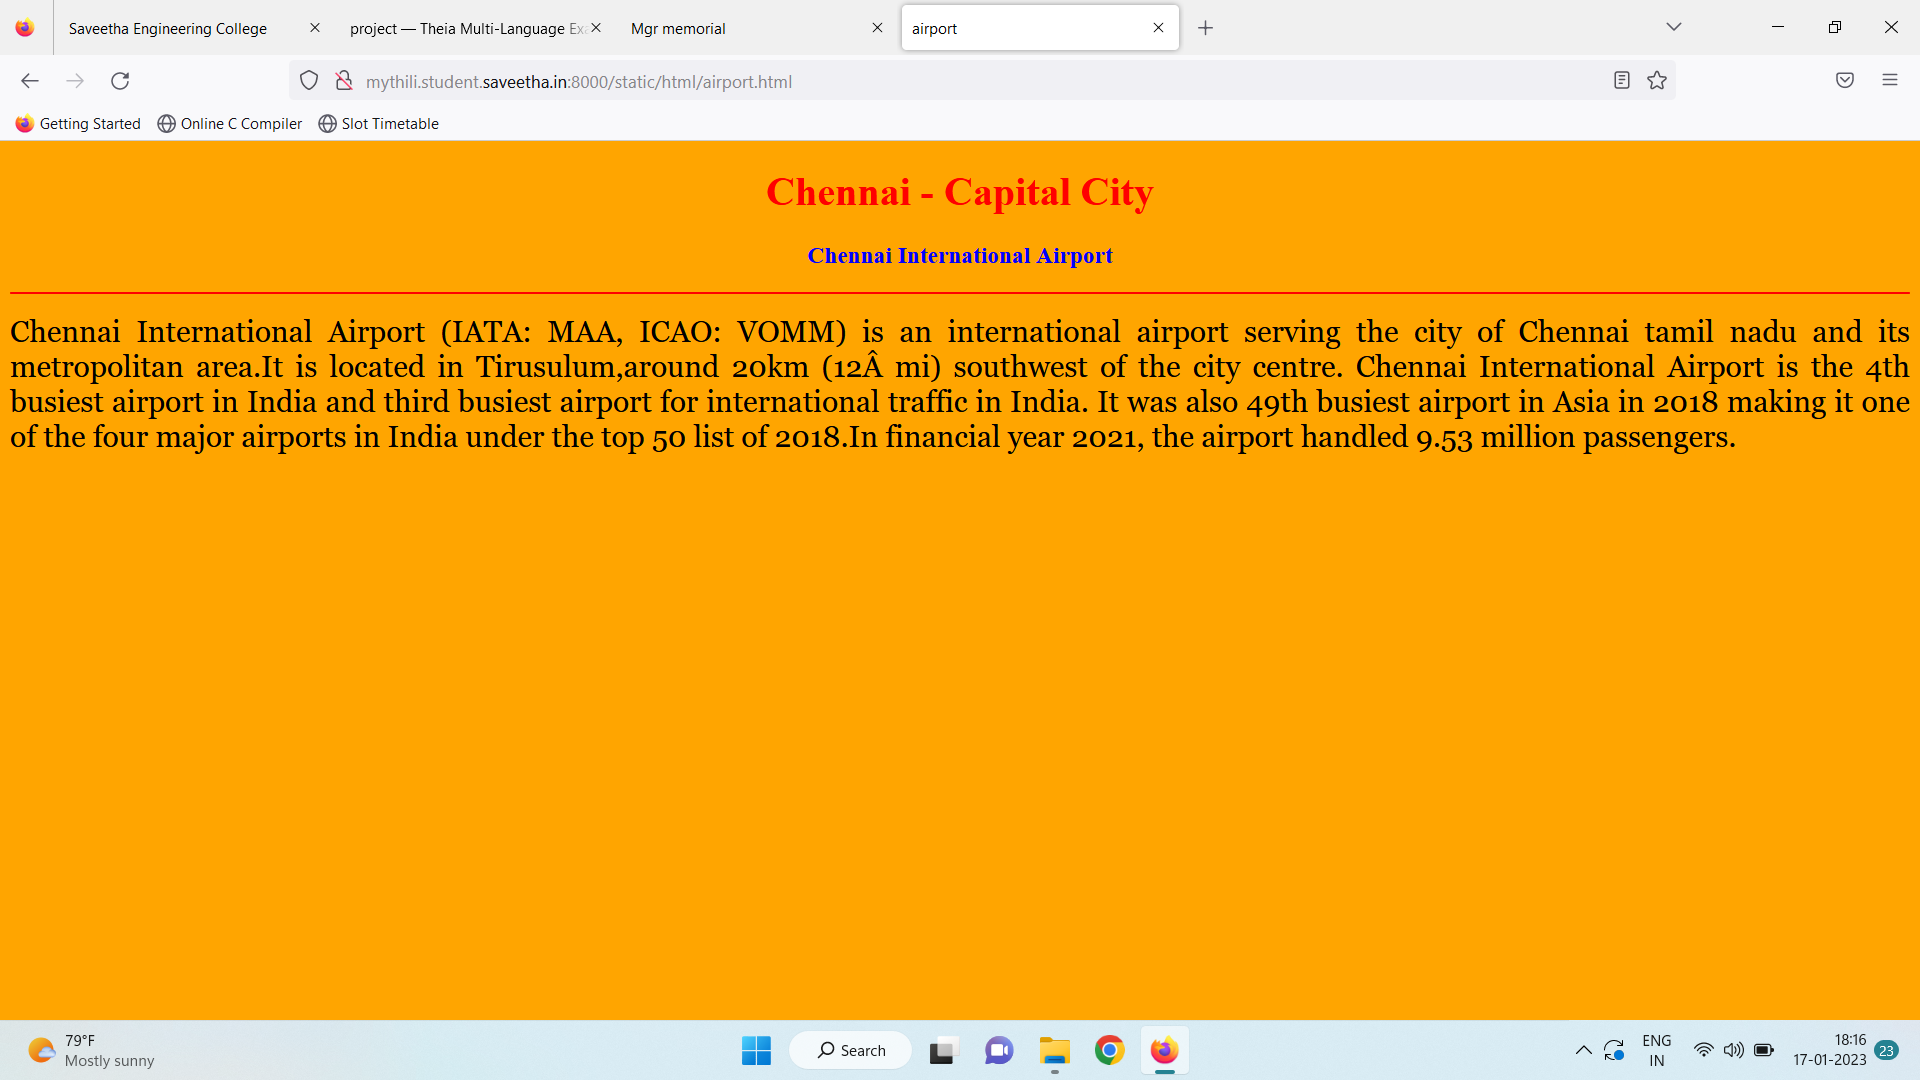 Saveetha Engineering College
project — Theia Multi-Language Exa
Mgr memorial
airport
mythili.student.saveetha.in:8000/static/html/airport.html
Getting Started
Online C Compiler
Slot Timetable
Chennai - Capital City
Chennai International Airport
Chennai International Airport (IATA: MAA, ICAO: VOMM) is an international airport serving the city of Chennai tamil nadu and its
metropolitan area.It is located in Tirusulum,around 20km (12Â mi) southwest of the city centre. Chennai International Airport is the 4th
busiest airport in India and third busiest airport for international traffic in India. It was also 49th busiest airport in Asia in 2018 making it one
of the four major airports in India under the top 50 list of 2018.In financial year 2021, the airport handled 9.53 million passengers.
79°F
Mostly sunny
Search
ENG
IN
18:16
17-01-2023
23